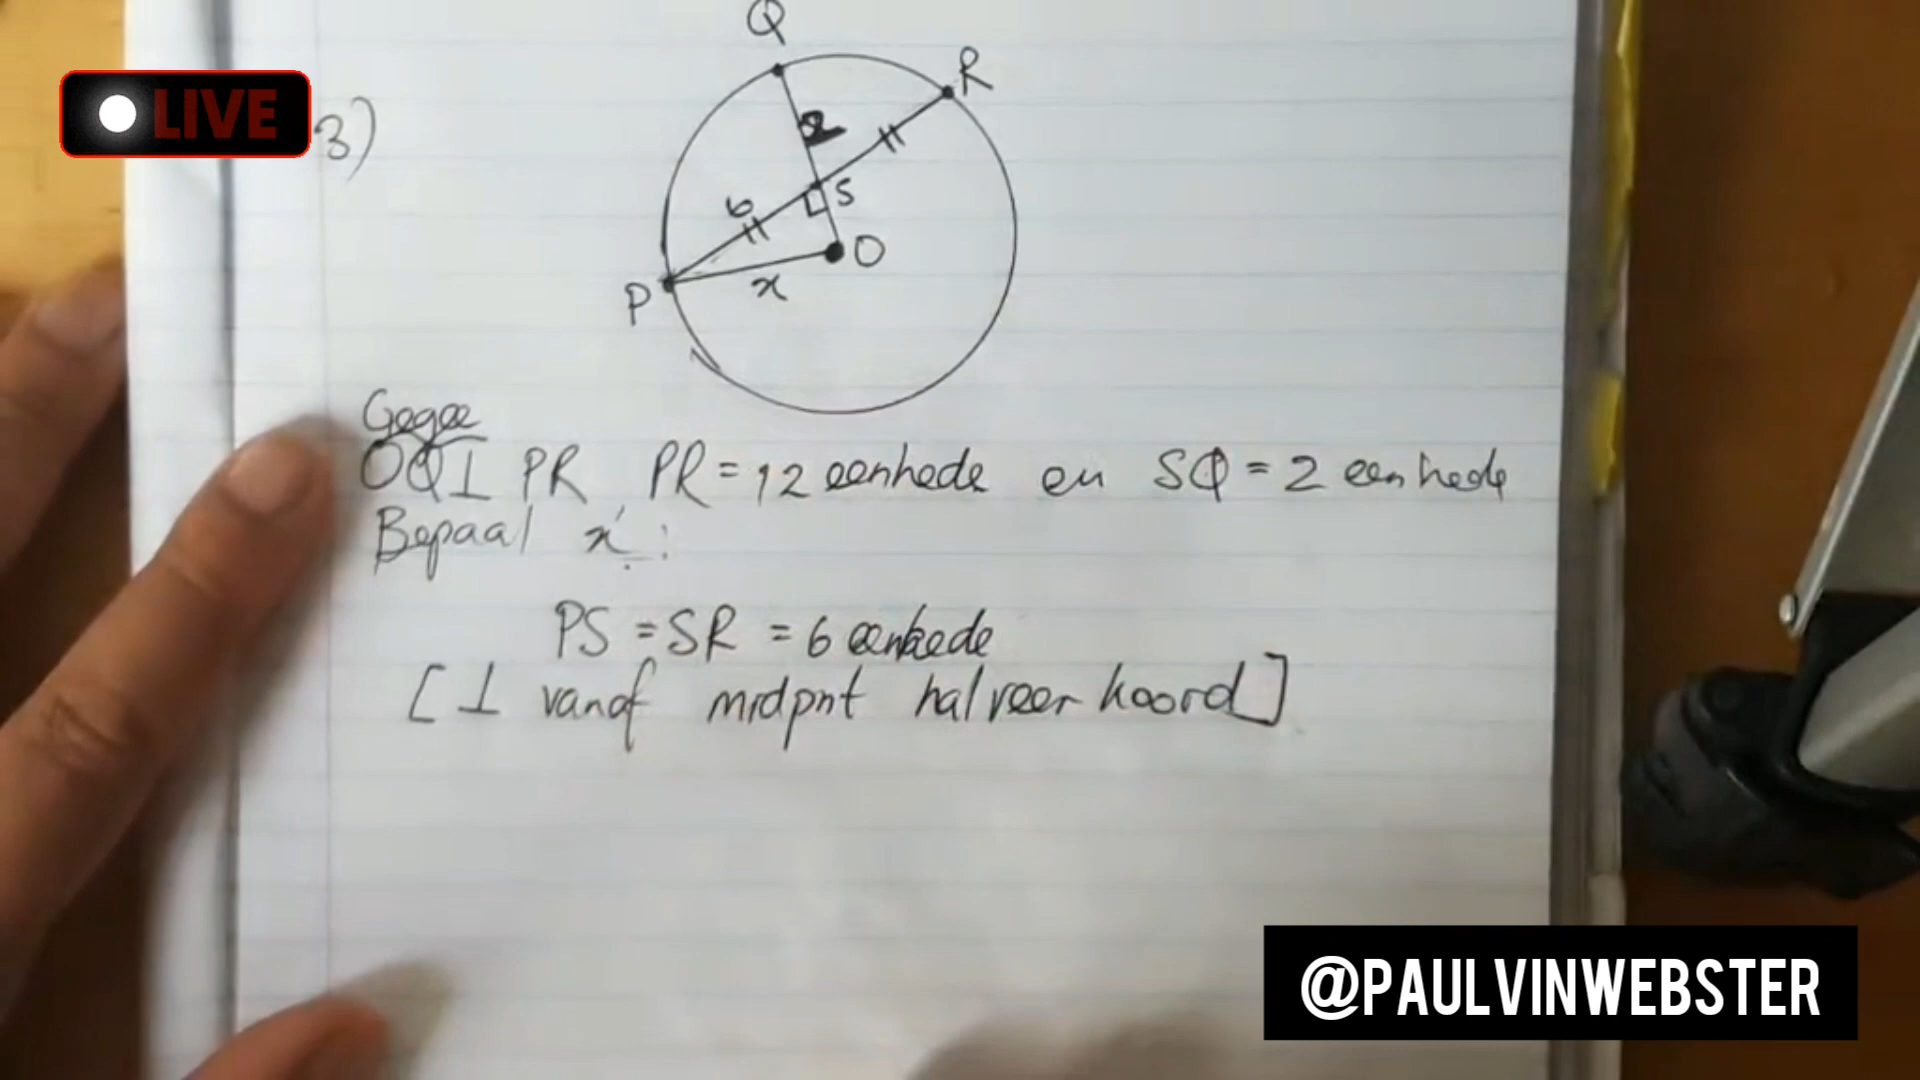 LIVE
3)
Q
R
2
S
6
O
P
x
Gegee
OQ ⊥ PR PR = 12 eenhede en SQ = 2 eenhede
Bepaal x :
PS = SR = 6 eenhede
[ ⊥ vanaf midpnt halveer koord ]
@PAULVINWEBSTER